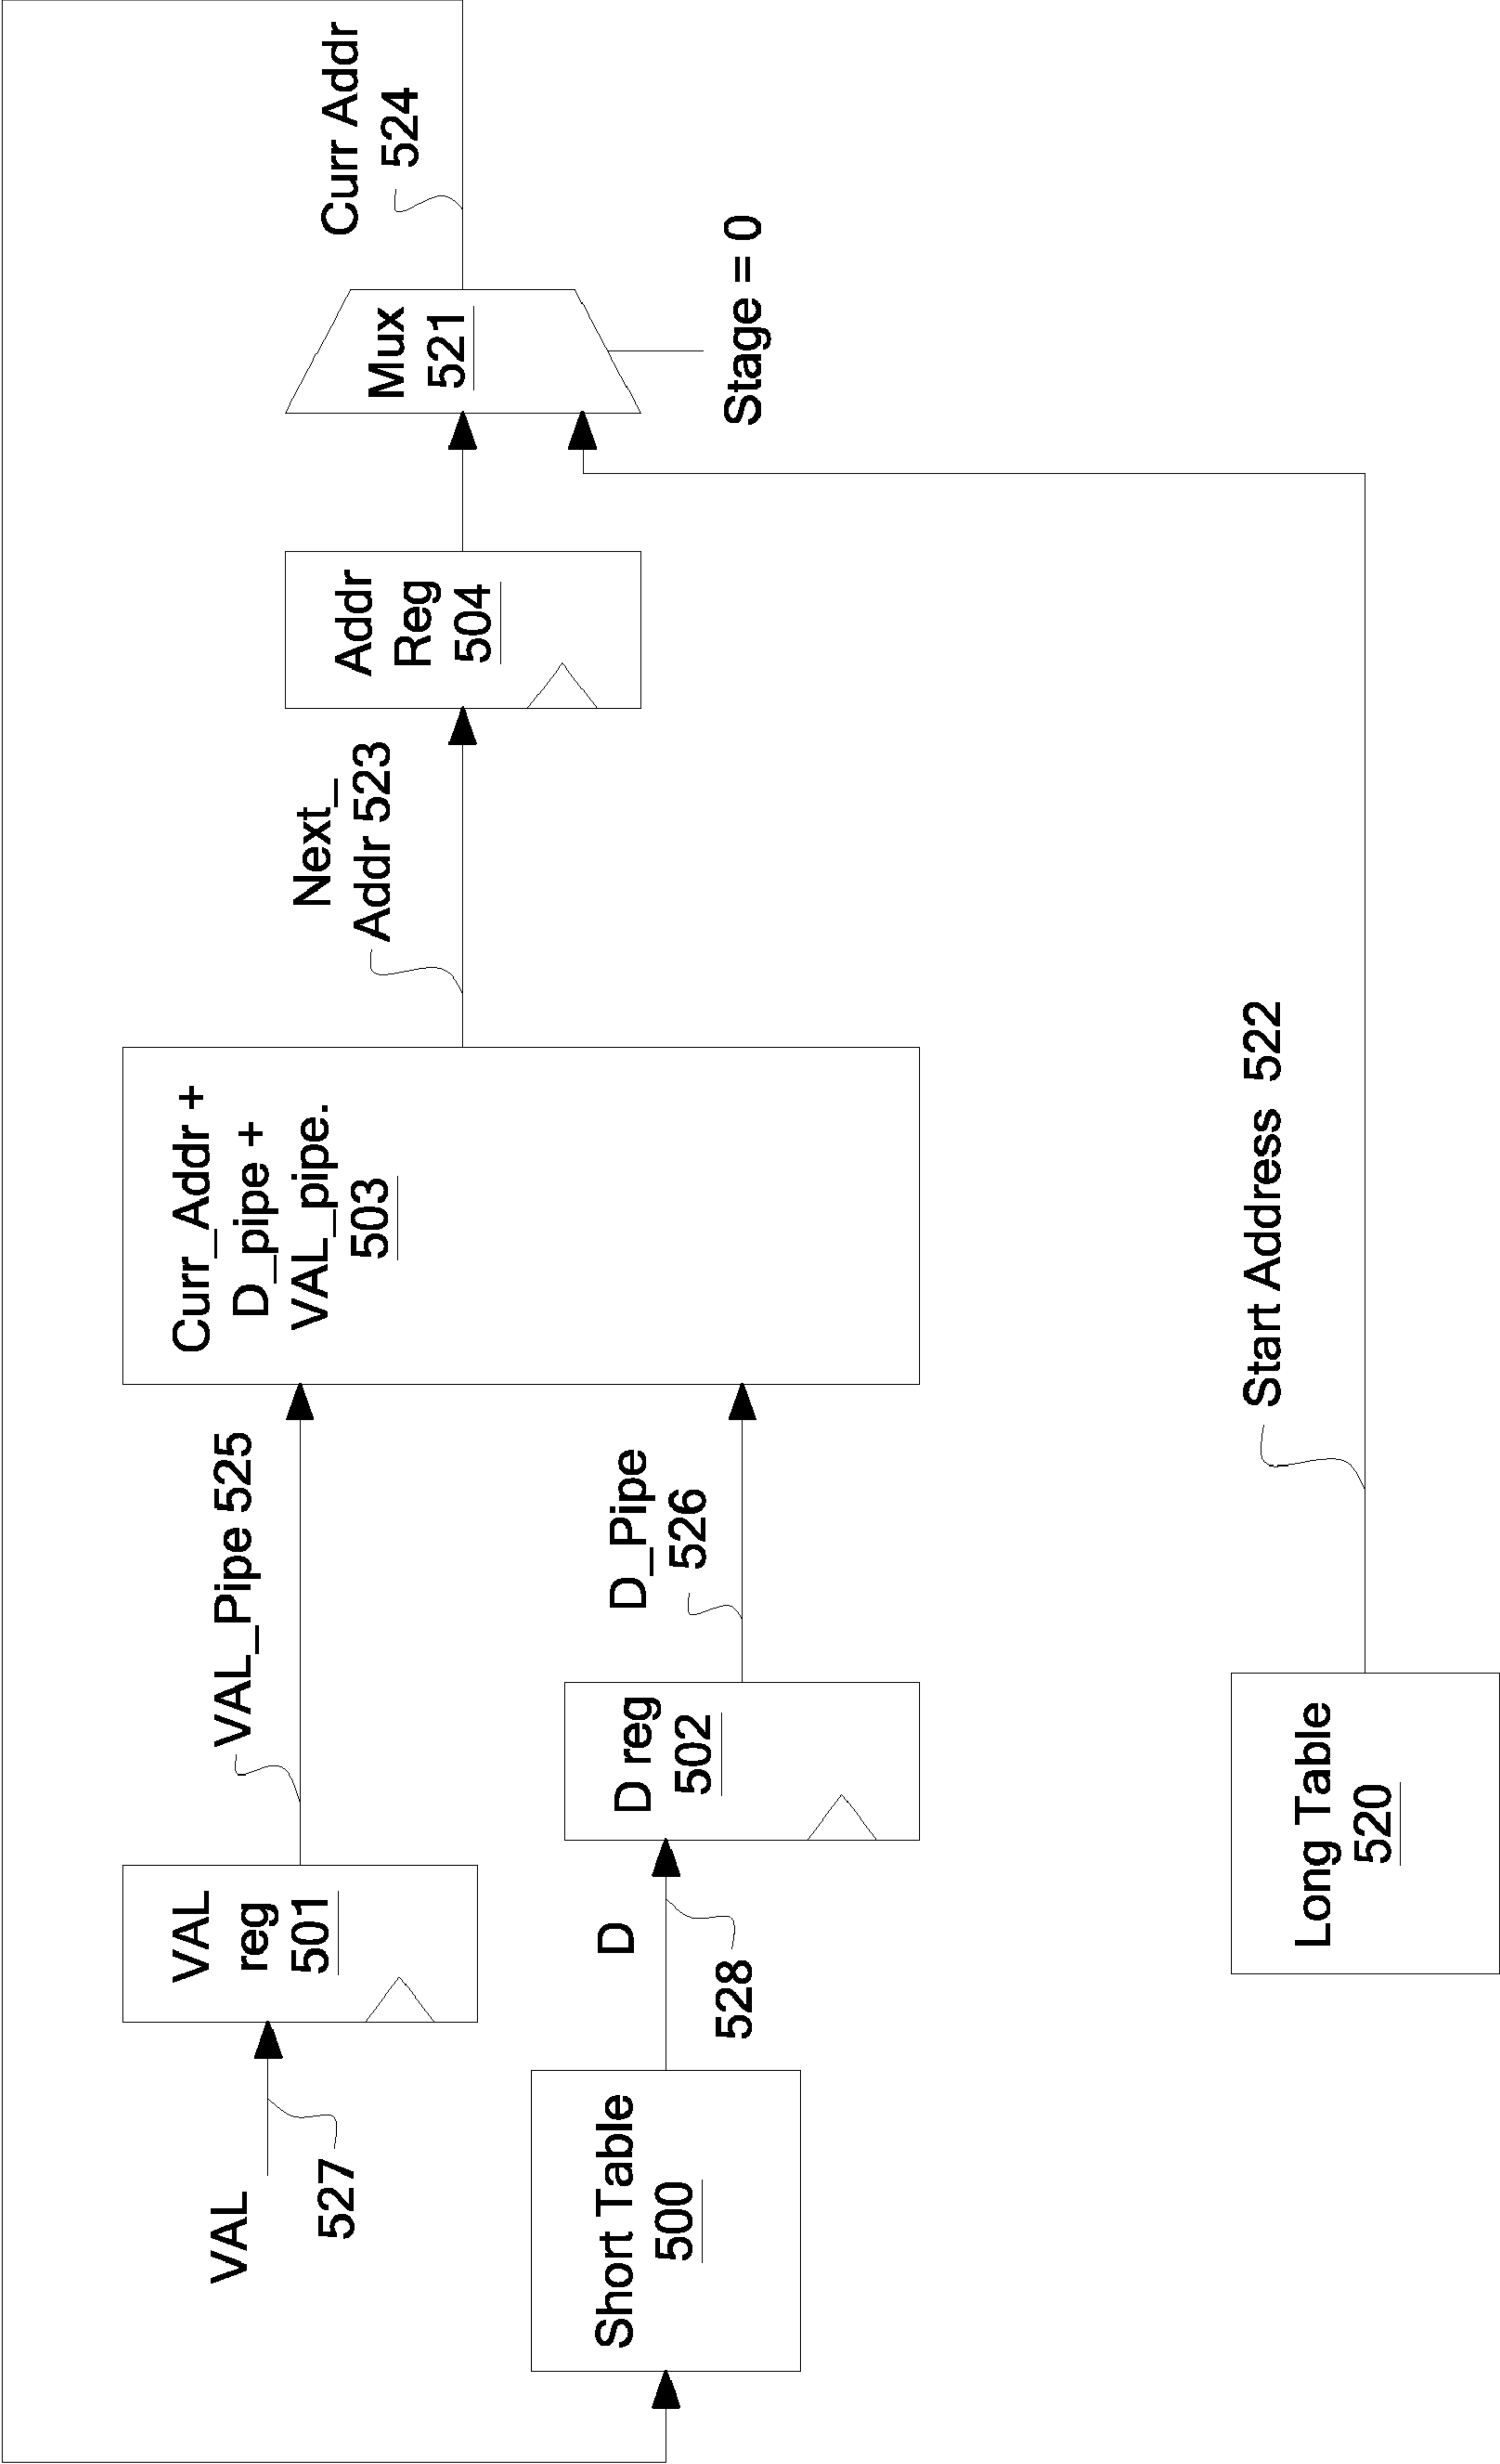 VAL
527
VAL
reg
501
VAL_Pipe 525
Curr_Addr +
D_pipe +
VAL_pipe.
503
Next_
Addr 523
Addr
Reg
504
Mux
521
Curr Addr
524
Stage = 0
Short Table
500
D
528
D reg
502
D_Pipe
526
Long Table
520
Start Address 522